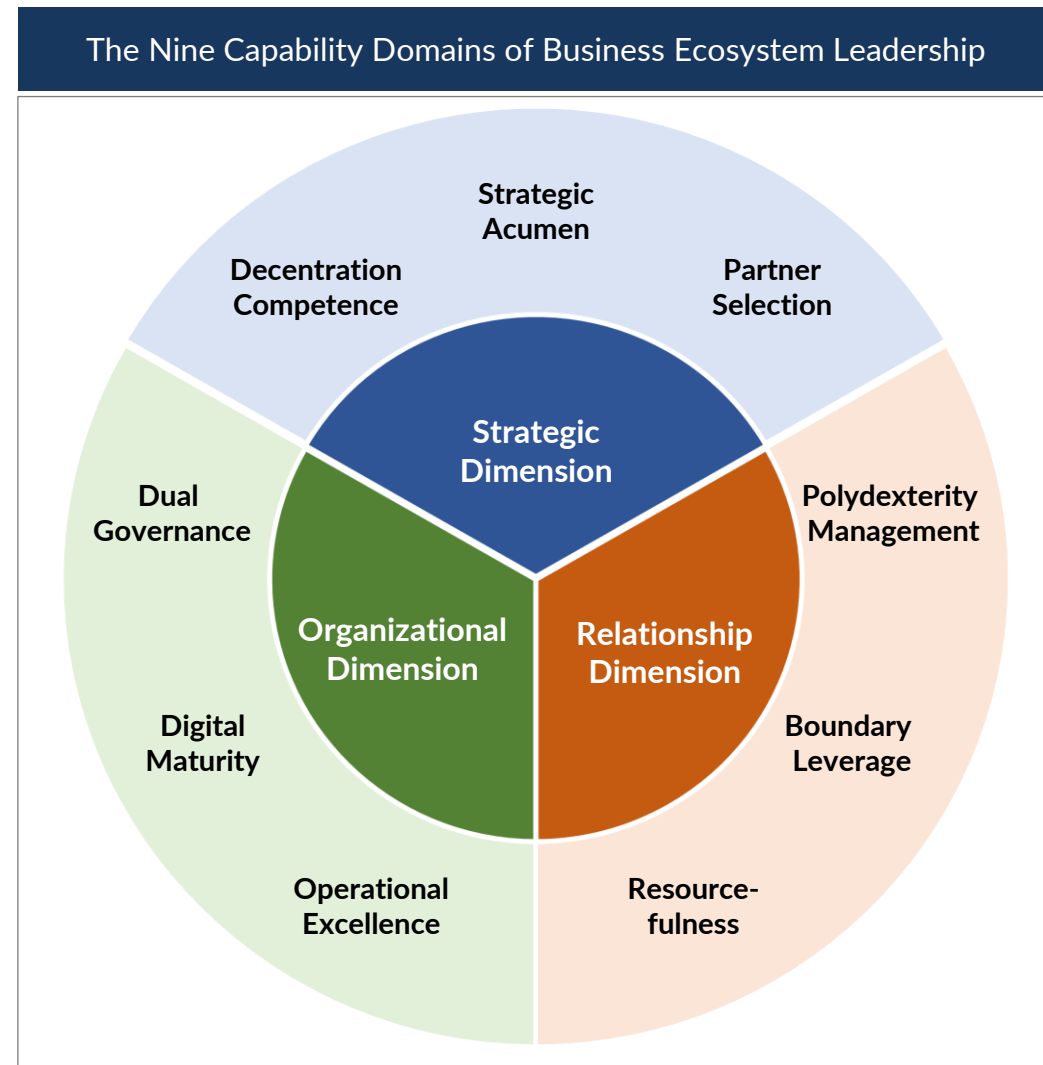 The Nine Capability Domains of Business Ecosystem Leadership
Strategic
Acumen
Decentration
Competence
Partner
Selection
Strategic
Dimension
Dual
Governance
Polydexterity
Management
Organizational
Dimension
Relationship
Dimension
Digital
Maturity
Boundary
Leverage
Operational
Excellence
Resource-
fulness